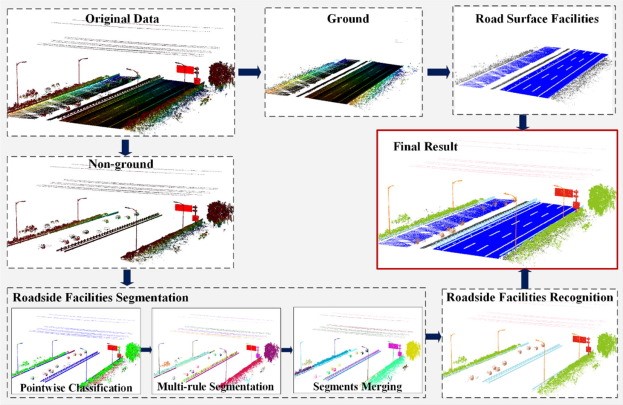 Original Data
Ground
Road Surface Facilities
Non-ground
Final Result
Roadside Facilities Segmentation
Pointwise Classification
Multi-rule Segmentation
Segments Merging
Roadside Facilities Recognition